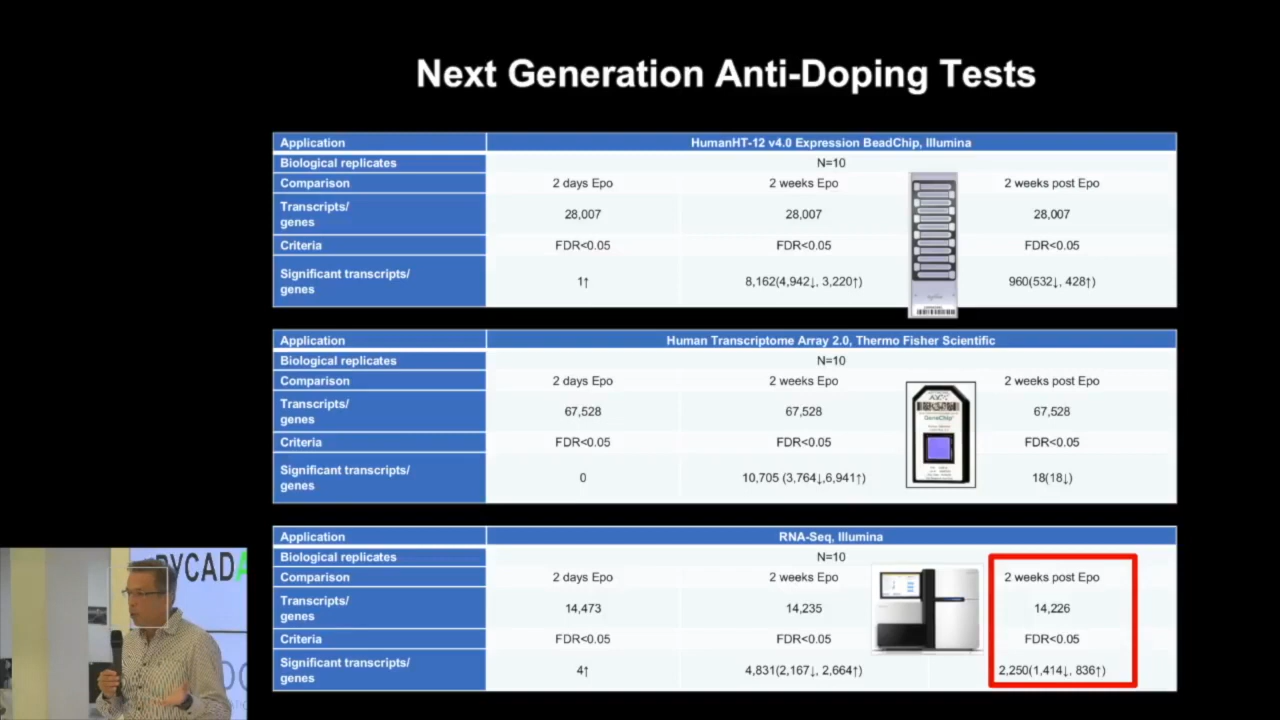 Next Generation Anti-Doping Tests
Application HumanHT-12 v4.0 Expression BeadChip, Illumina
Biological replicates N=10
Comparison 2 days Epo 2 weeks Epo 2 weeks post Epo
Transcripts/
genes 28,007 28,007 28,007
Criteria FDR<0.05 FDR<0.05 FDR<0.05
Significant transcripts/
genes 1↑ 8,162(4,942↓, 3,220↑) 960(532↓, 428↑)
Application Human Transcriptome Array 2.0, Thermo Fisher Scientific
Biological replicates N=10
Comparison 2 days Epo 2 weeks Epo 2 weeks post Epo
Transcripts/
genes 67,528 67,528 67,528
Criteria FDR<0.05 FDR<0.05 FDR<0.05
Significant transcripts/
genes 0 10,705 (3,764↓,6,941↑) 18(18↓)
GeneChip
Application RNA-Seq, Illumina
Biological replicates N=10
Comparison 2 days Epo 2 weeks Epo 2 weeks post Epo
Transcripts/
genes 14,473 14,235 14,226
Criteria FDR<0.05 FDR<0.05 FDR<0.05
Significant transcripts/
genes 4↑ 4,831(2,167↓, 2,664↑) 2,250(1,414↓, 836↑)